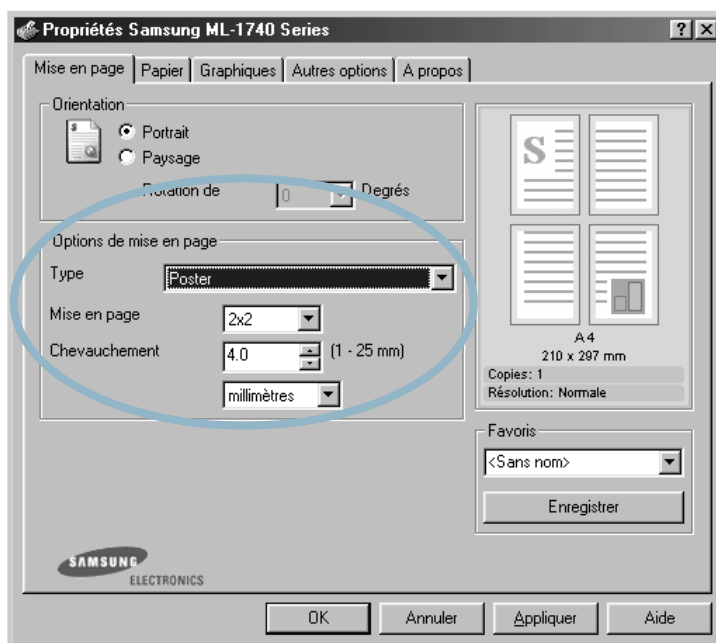 Propriétés Samsung ML-1740 Series
Mise en page Papier Graphiques Autres options A propos
Orientation
Portrait
Paysage
Rotation de 0 Degrés
Options de mise en page
Type Poster
Mise en page 2x2
Chevauchement 4.0 (1 - 25 mm)
millimètres
S
S
A4
210 x 297 mm
Copies: 1
Résolution: Normale
Favoris
<Sans nom>
Enregistrer
SAMSUNG
ELECTRONICS
OK Annuler Appliquer Aide